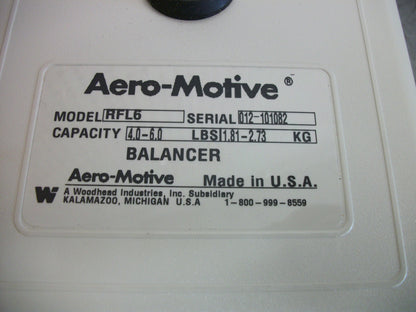 Aero-Motive®
MODEL RFL6 SERIAL 012-101082
CAPACITY 4.0-6.0 LBS 1.81-2.73 KG
BALANCER
Aero-Motive Made in U.S.A.
A Woodhead Industries, Inc. Subsidiary
KALAMAZOO, MICHIGAN U.S.A 1-800-999-8559